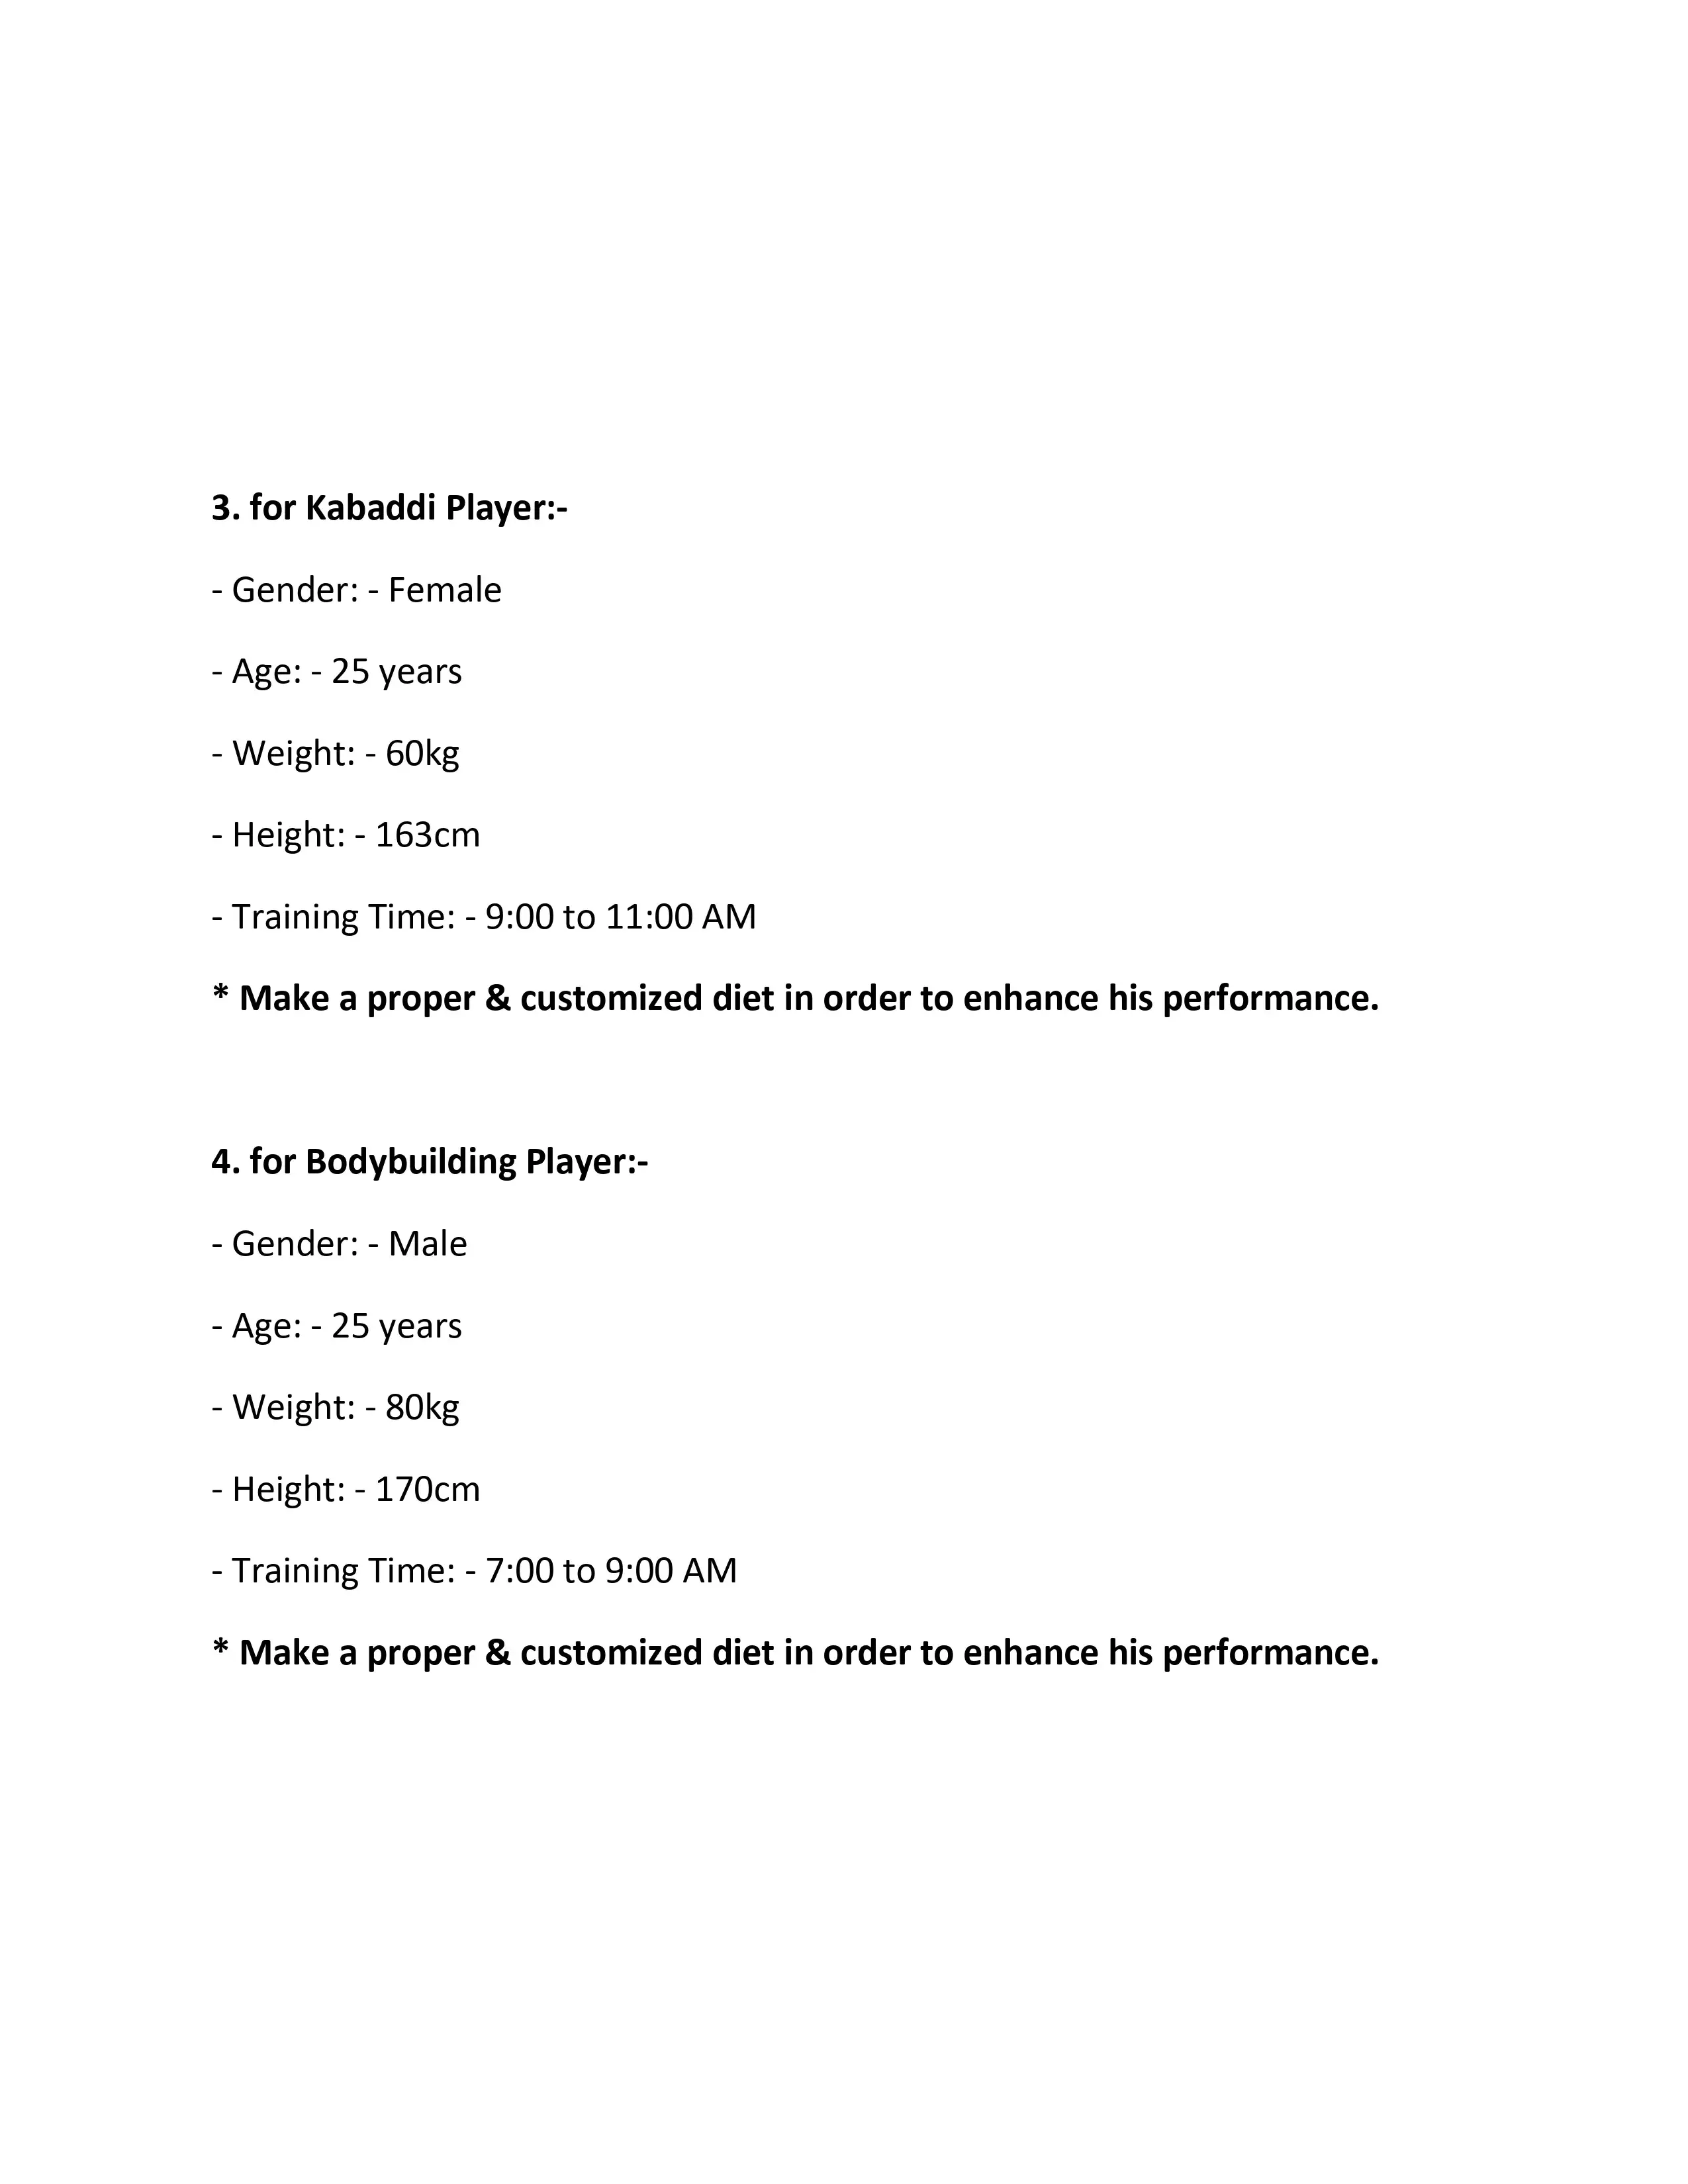 3. for Kabaddi Player:-
- Gender: - Female
- Age: - 25 years
- Weight: - 60kg
- Height: - 163cm
- Training Time: - 9:00 to 11:00 AM
* Make a proper & customized diet in order to enhance his performance.
4. for Bodybuilding Player:-
- Gender: - Male
- Age: - 25 years
- Weight: - 80kg
- Height: - 170cm
- Training Time: - 7:00 to 9:00 AM
* Make a proper & customized diet in order to enhance his performance.